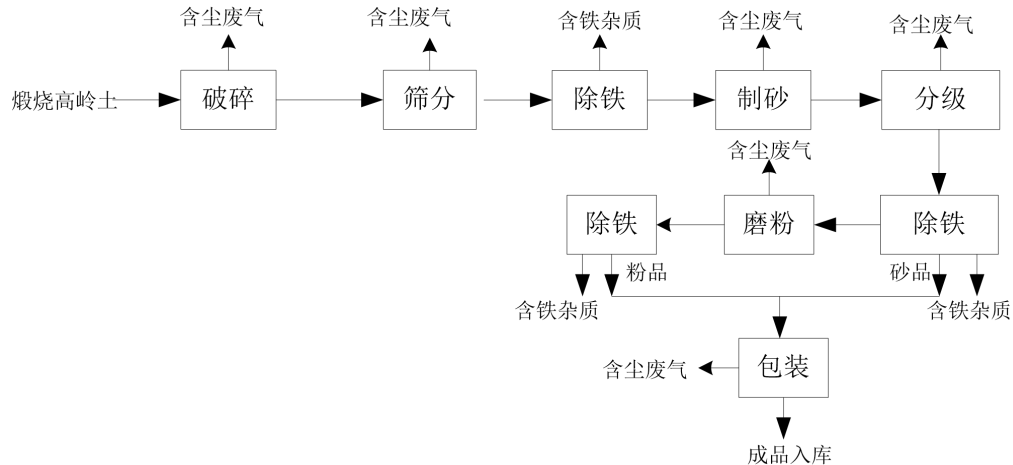 含尘废气
含尘废气
含铁杂质
含尘废气
含尘废气
煅烧高岭土
破碎
筛分
除铁
制砂
分级
含尘废气
除铁
磨粉
除铁
粉品
砂品
含铁杂质
含铁杂质
包装
含尘废气
成品入库